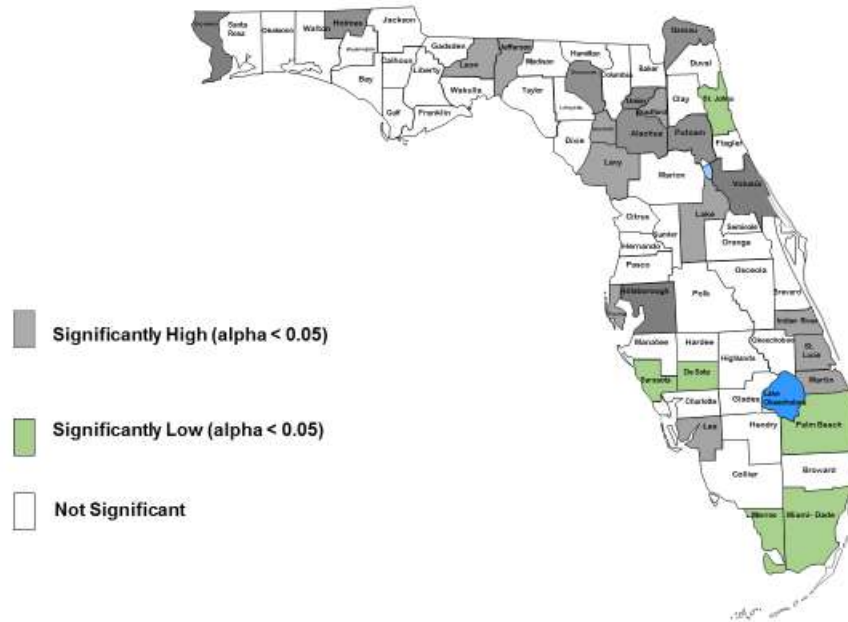 Jackson
Holmes
Santa
Rosa
Okaloosa
Walton
Nassau
Gadsden
Jefferson
Hamilton
Duval
Calhoun
Leon
Madison
Columbia
Baker
Bay
Liberty
Wakulla
Taylor
Union
Clay
St. Johns
Gulf
Franklin
Bradford
Dixie
Alachua
Putnam
Flagler
Levy
Marion
Volusia
Citrus
Lake
Sumter
Seminole
Hernando
Orange
Pasco
Osceola
Significantly High (alpha < 0.05)
Hillsborough
Polk
Brevard
Indian River
Manatee
Hardee
Okeechobee
Highlands
St.
Lucie
Sarasota
De Soto
Martin
Significantly Low (alpha < 0.05)
Charlotte
Glades
Lake
Okeechobee
Lee
Hendry
Palm Beach
Collier
Broward
Not Significant
Monroe
Miami- Dade